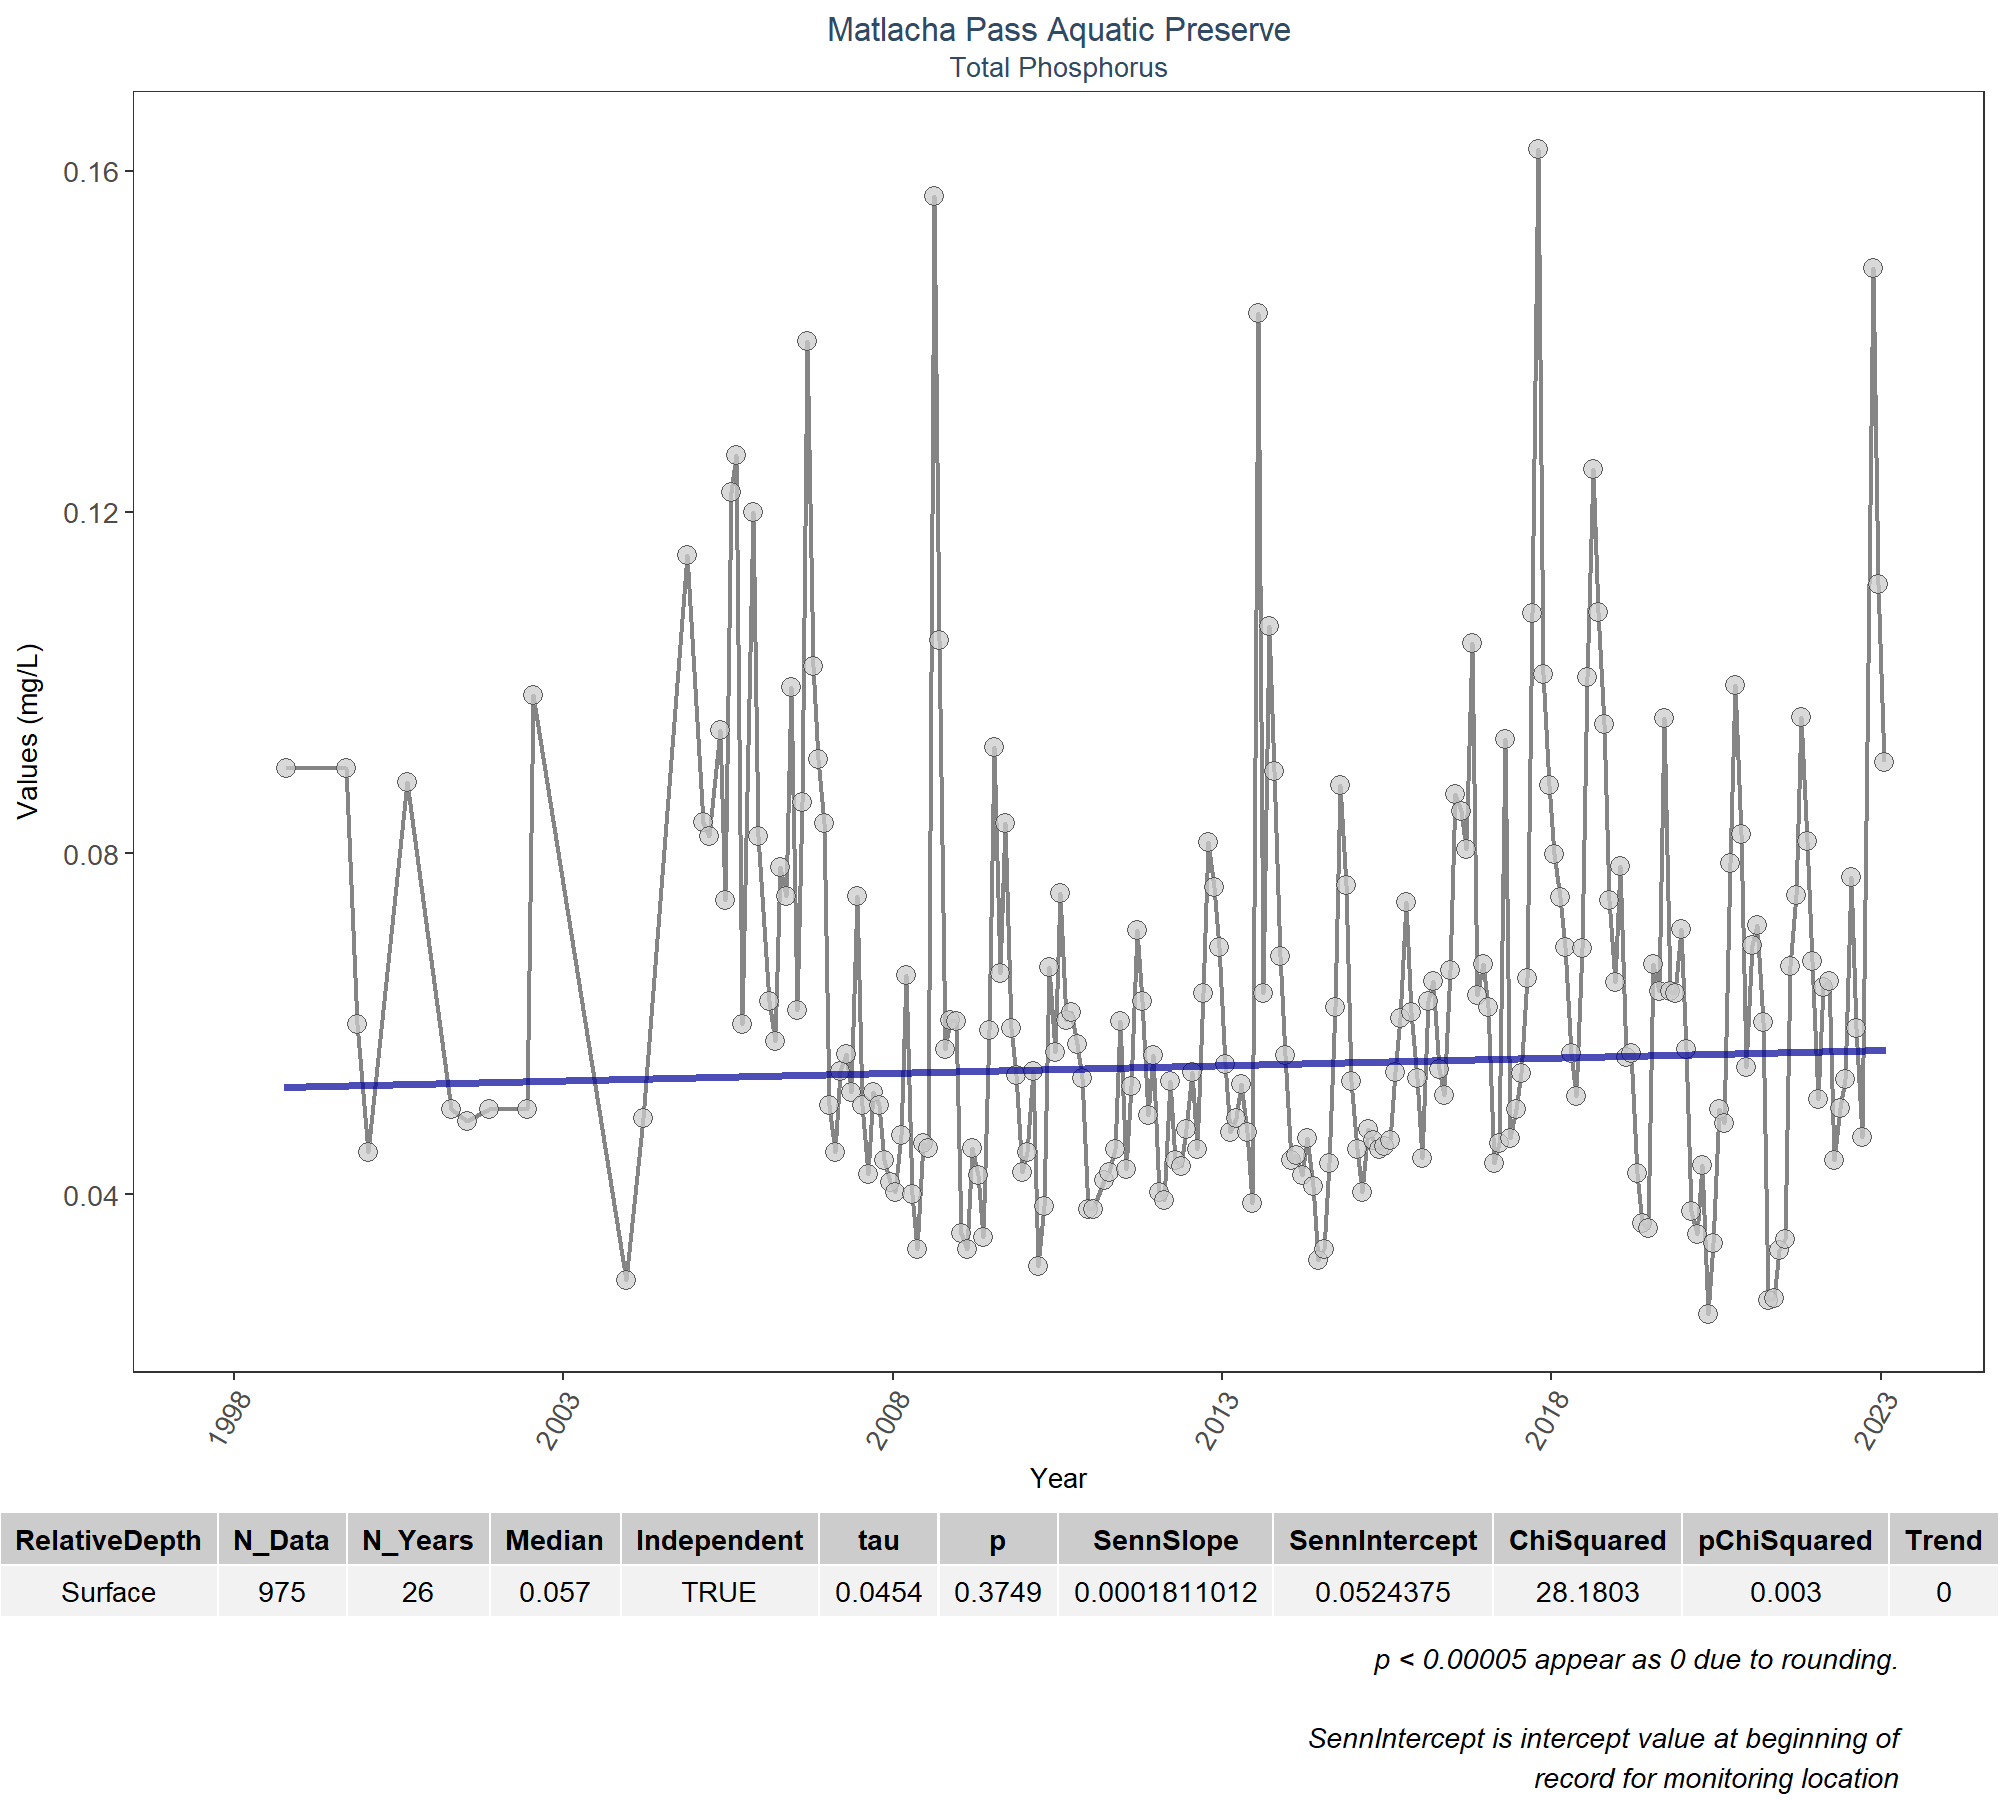 Matlacha Pass Aquatic Preserve
Total Phosphorus
Values (mg/L)
0.16
0.12
0.08
0.04
1998 2003 2008 2013 2018 2023
Year
RelativeDepth N_Data N_Years Median Independent tau p SennSlope SennIntercept ChiSquared pChiSquared Trend
Surface 975 26 0.057 TRUE 0.0454 0.3749 0.0001811012 0.0524375 28.1803 0.003 0
p < 0.00005 appear as 0 due to rounding.
SennIntercept is intercept value at beginning of
record for monitoring location